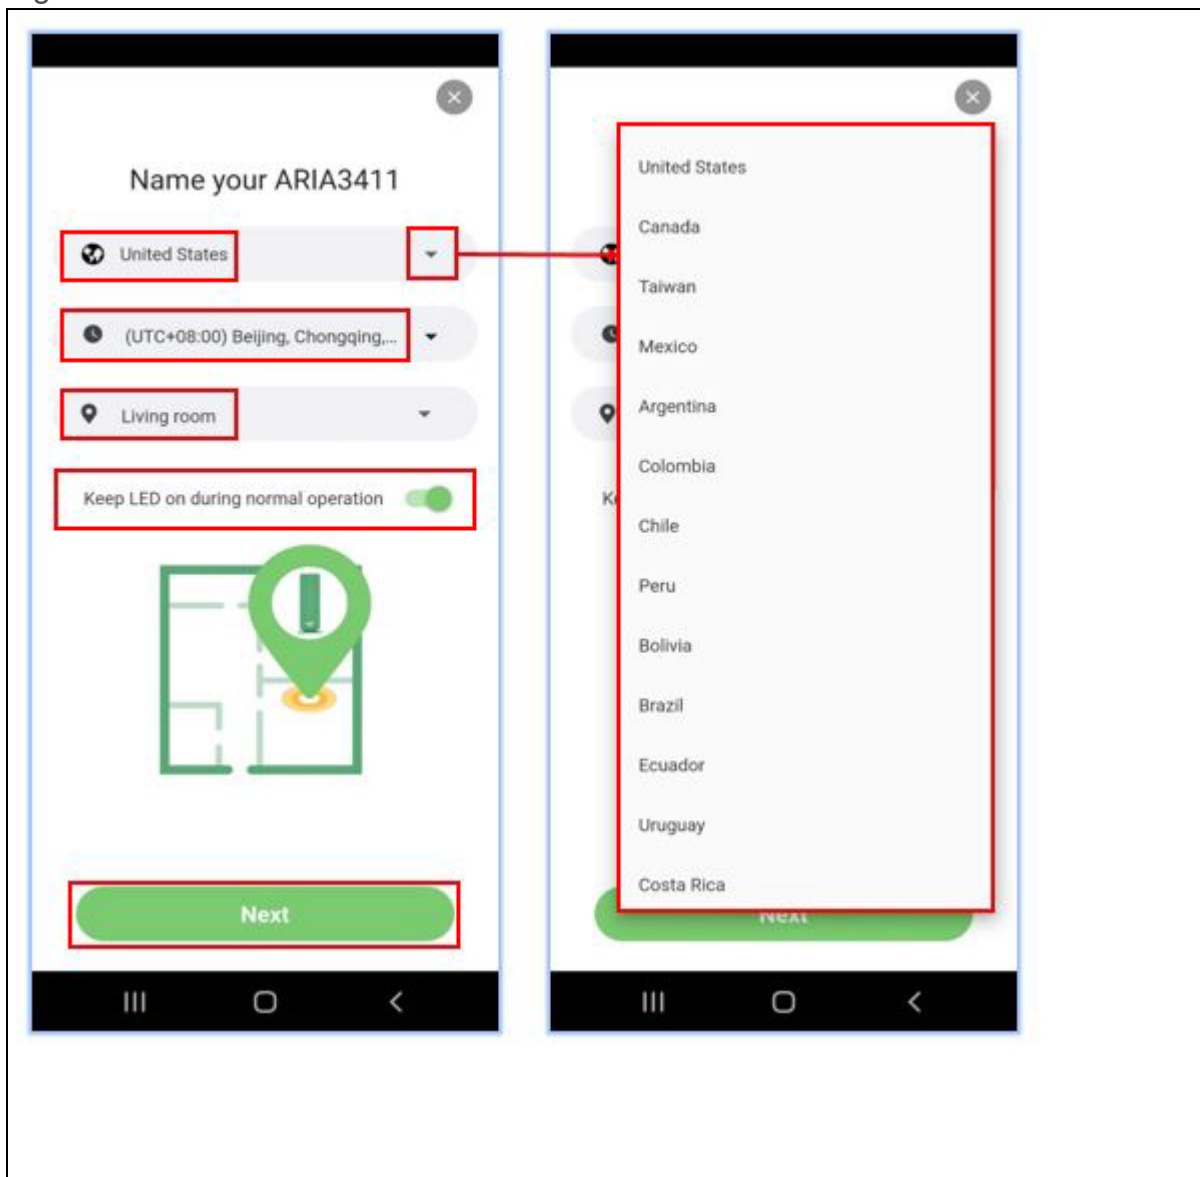 Name your ARIA3411
United States
(UTC+08:00) Beijing, Chongqing,...
Living room
Keep LED on during normal operation
Next
United States
Canada
Taiwan
Mexico
Argentina
Colombia
Chile
Peru
Bolivia
Brazil
Ecuador
Uruguay
Costa Rica
Next